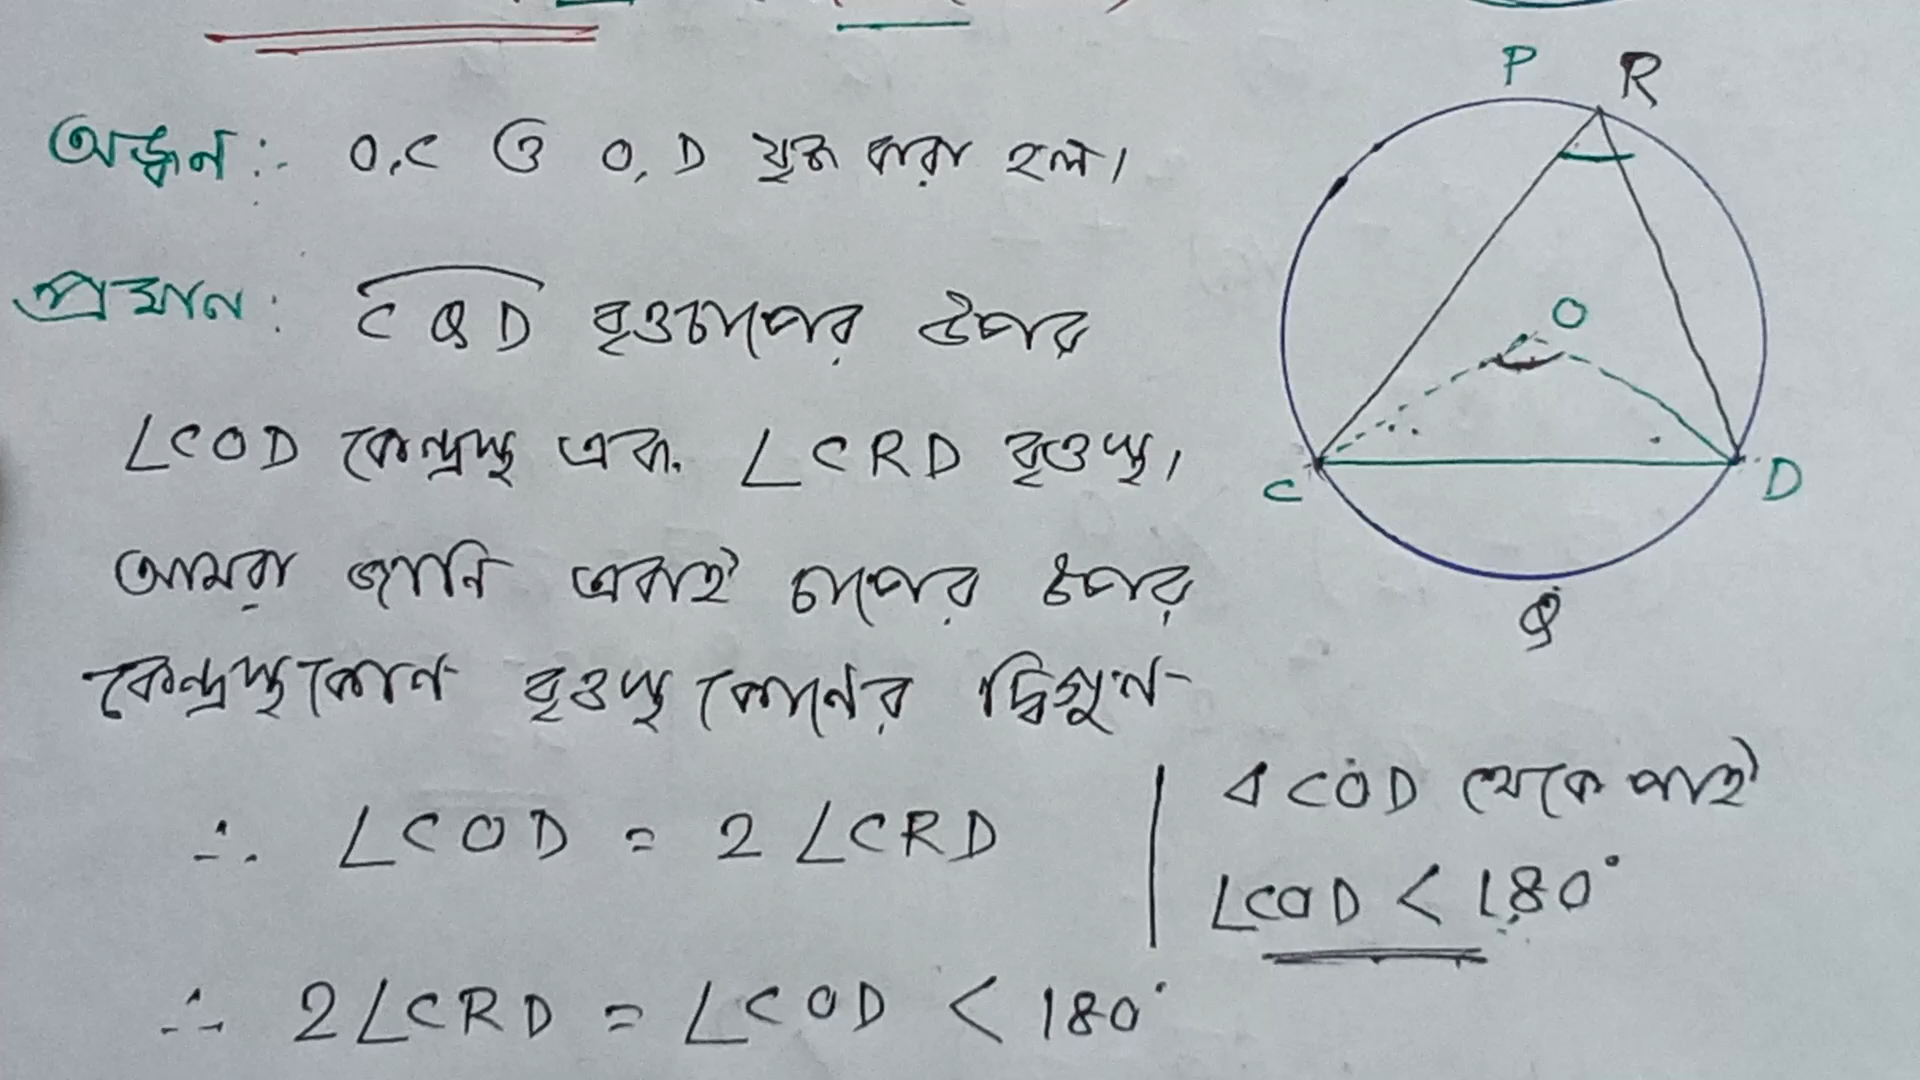 অঙ্কন:- O,C ও O,D যুক্ত করা হল।
প্রমান: CQD বৃত্তচাপের উপর
∠COD কেন্দ্রস্থ এবং ∠CRD বৃত্তস্থ।
আমরা জানি একই চাপের উপর
কেন্দ্রস্থ কোণ বৃত্তস্থ কোণের দ্বিগুণ
∴ ∠COD = 2∠CRD
∴ 2∠CRD = ∠COD < 180°
∆COD থেকে পাই
∠COD < 180°
P R
O
C D
Q